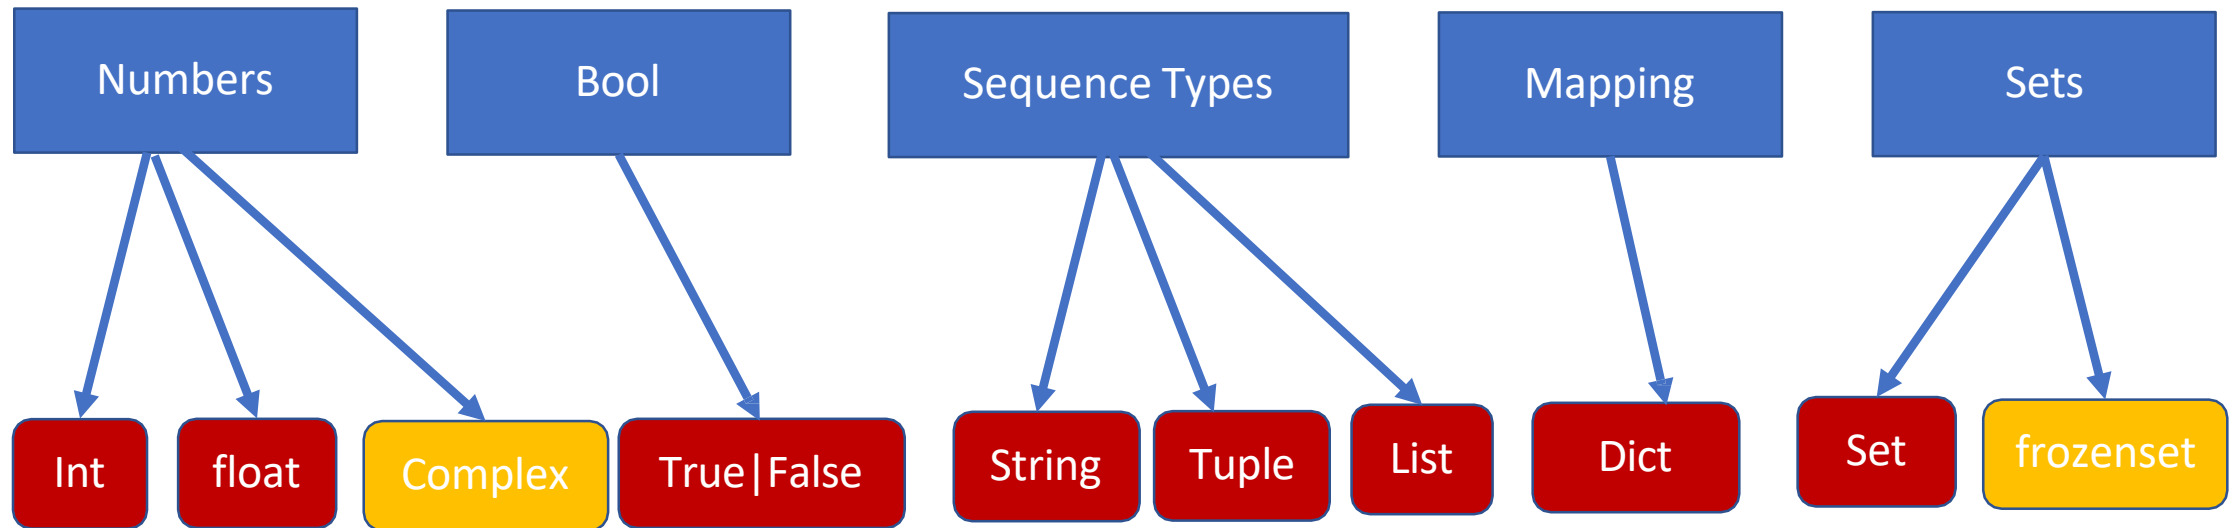 Numbers
Bool
Sequence Types
Mapping
Sets
Int
float
Complex
True|False
String
Tuple
List
Dict
Set
frozenset